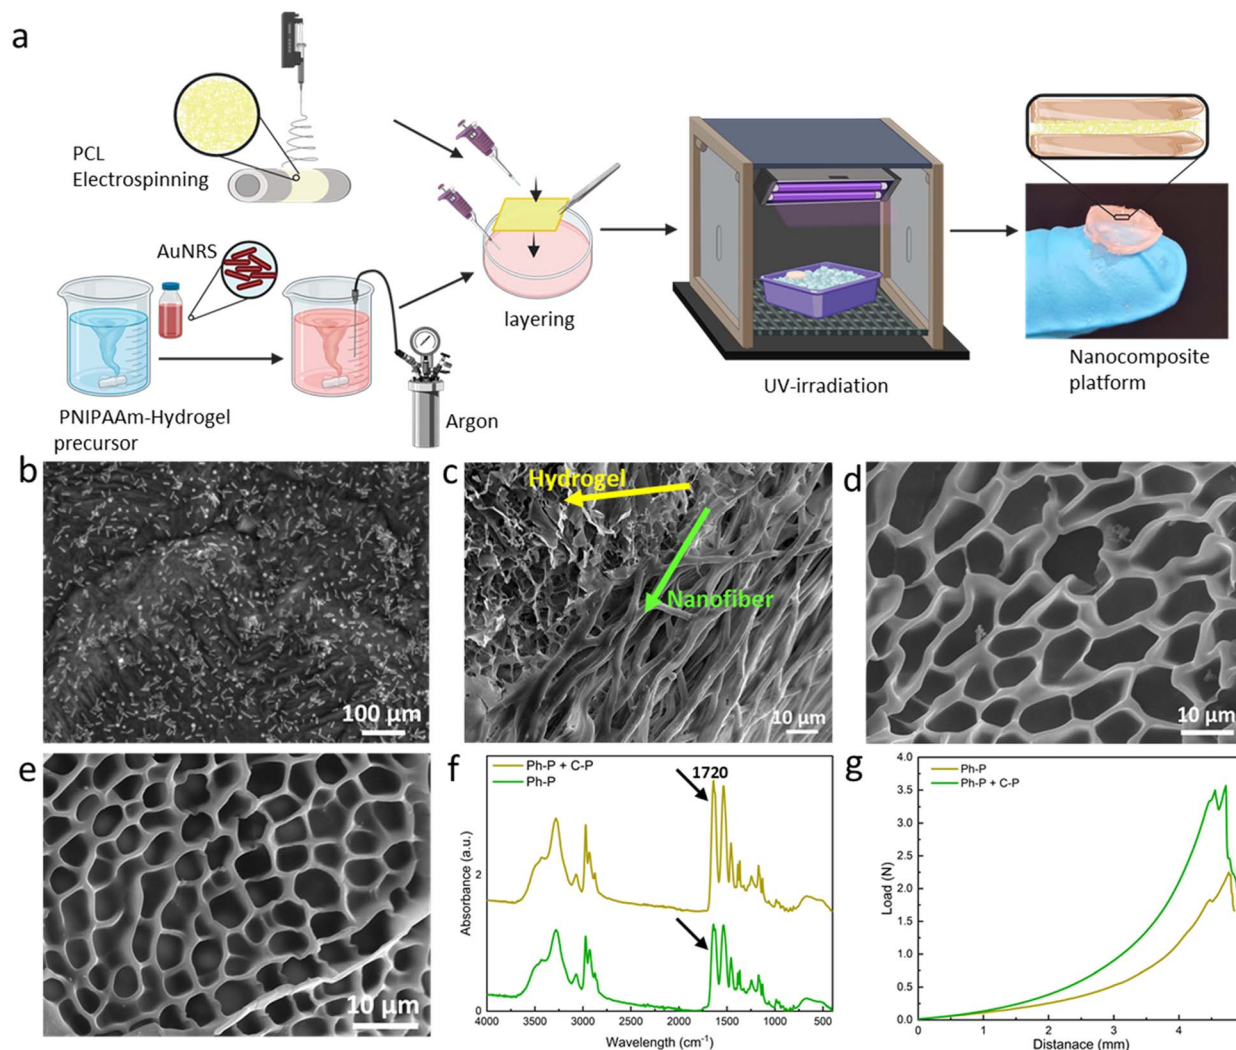 a
PCL
Electrospinning
AuNRS
PNIPAAm-Hydrogel
precursor
Argon
layering
UV-irradiation
Nanocomposite
platform
b
100 µm
c
Hydrogel
Nanofiber
10 µm
d
10 µm
e
10 µm
f
Ph-P + C-P
Ph-P
1720
Absorbance (a.u.)
2
0
4000 3500 3000 2500 2000 1500 1000 500
Wavelength (cm⁻¹)
g
Ph-P
Ph-P + C-P
Load (N)
4.0
3.5
3.0
2.5
2.0
1.5
1.0
0.5
0.0
0 1 2 3 4
Distanace (mm)